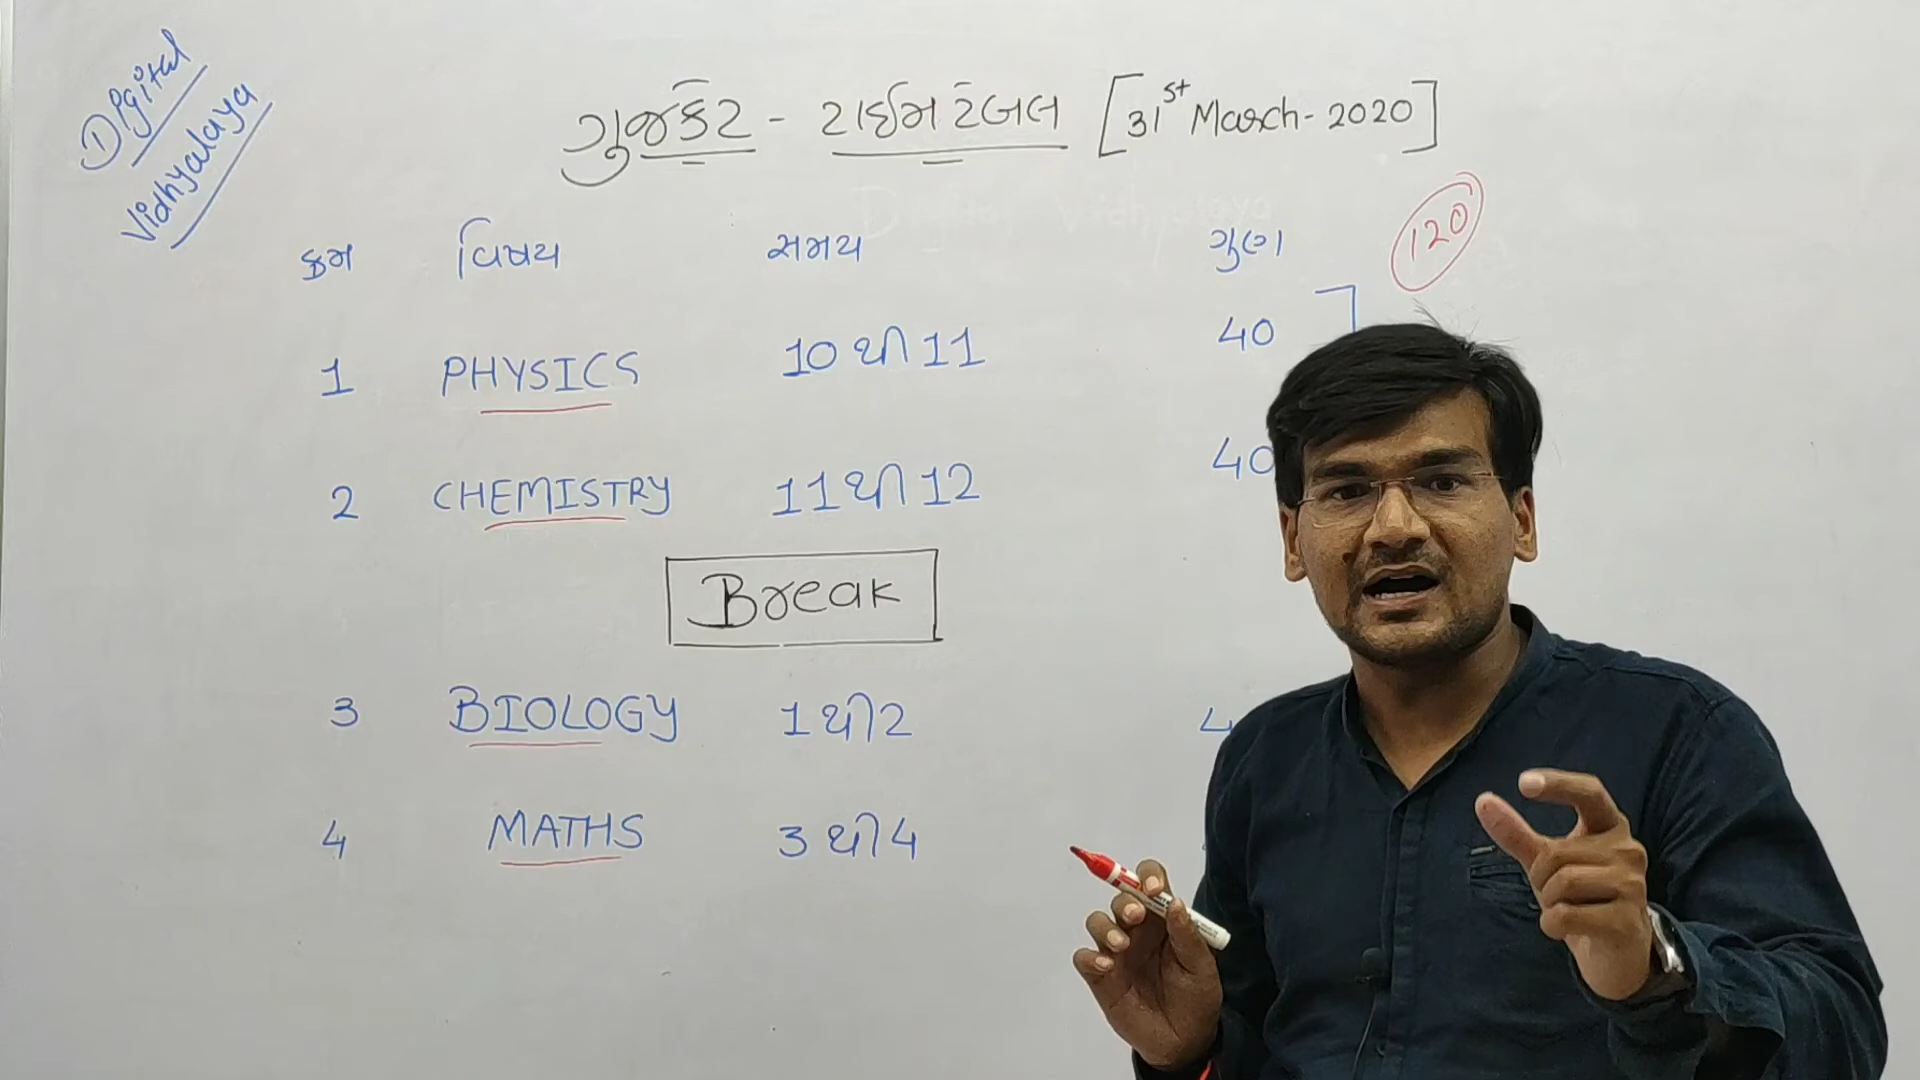 Digital
Vidhyalaya
ગુજકેટ - ટાઈમ ટેબલ [31st March - 2020]
ક્રમ વિષય સમય ગુણ 120
1 PHYSICS 10 થી 11 40
2 CHEMISTRY 11 થી 12 40
Break
3 BIOLOGY 1 થી 2
4 MATHS 3 થી 4